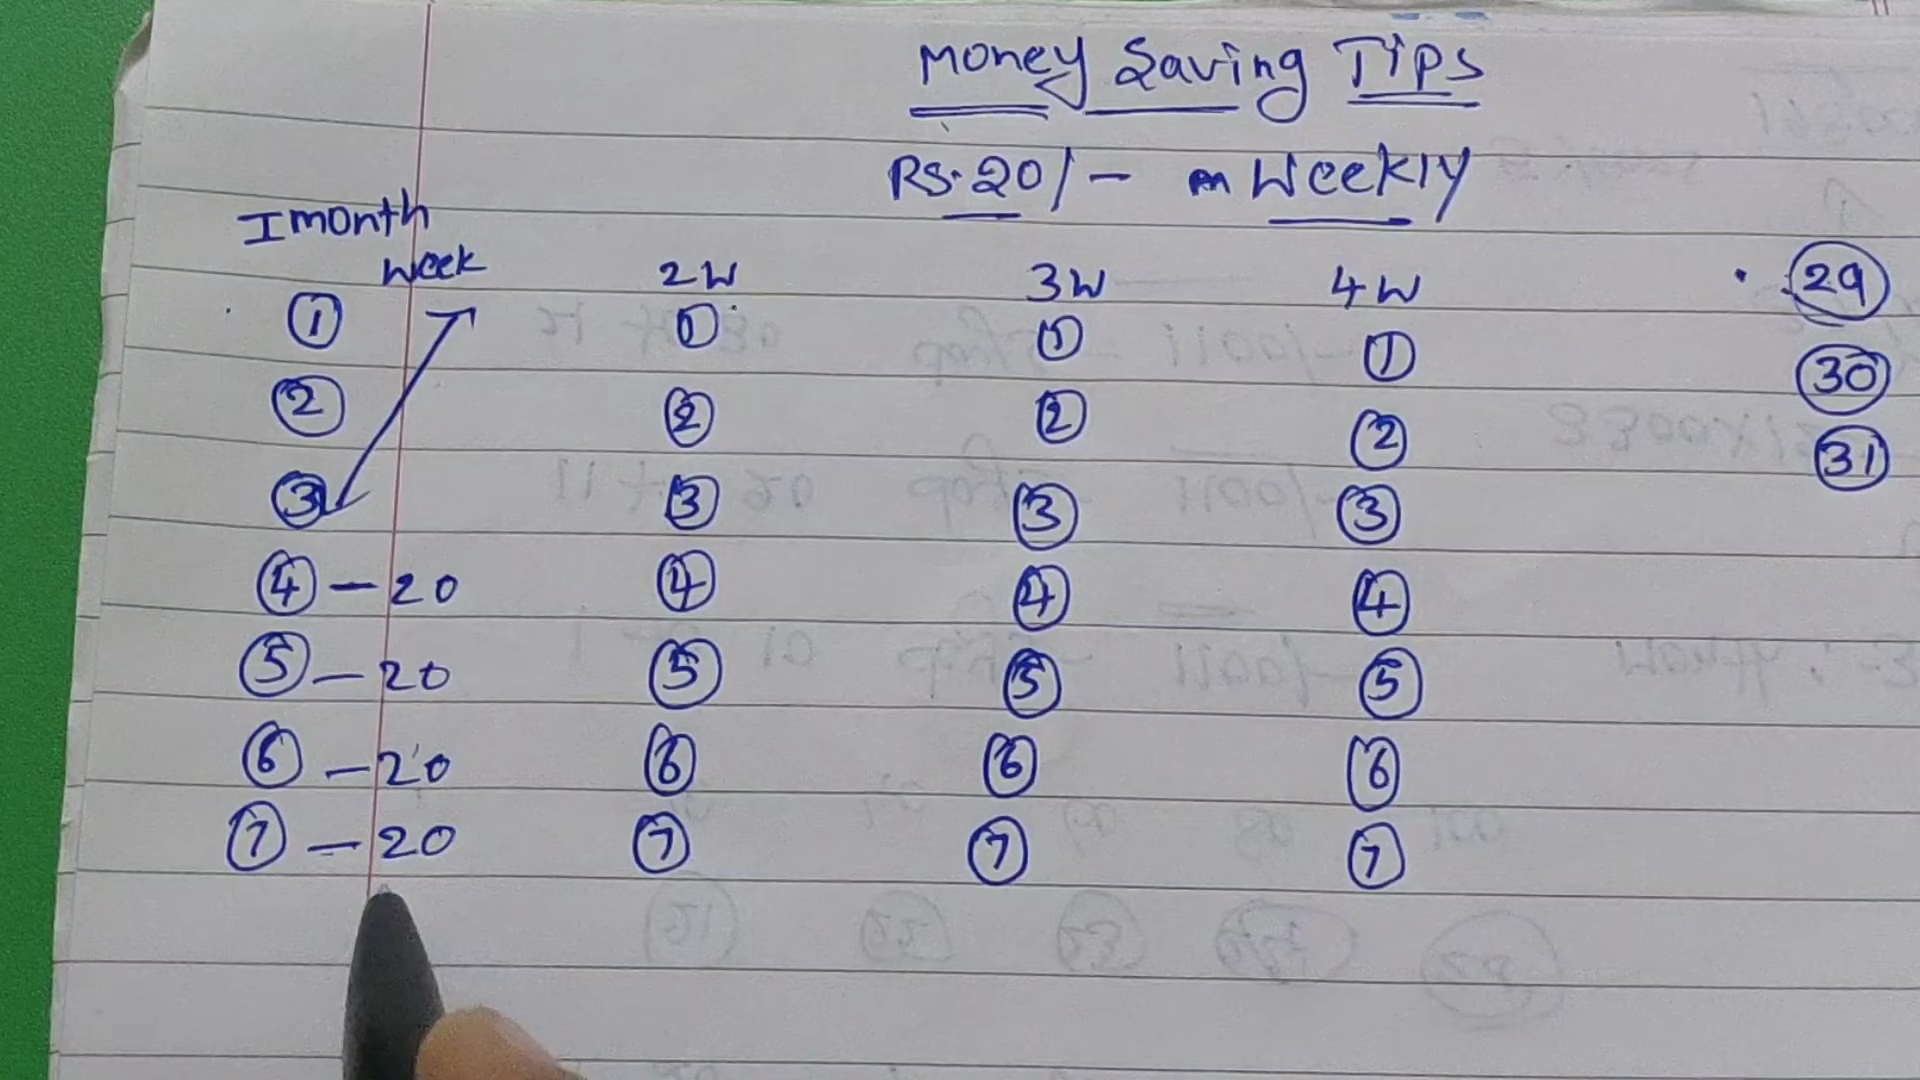 Money Saving Tips
Rs. 20/- Weekly
I month
week 2W 3W 4W 29
1 1 1 1 30
2 2 2 2 31
3 3 3 3
4 - 20 4 4 4
5 - 20 5 5 5
6 - 20 6 6 6
7 - 20 7 7 7